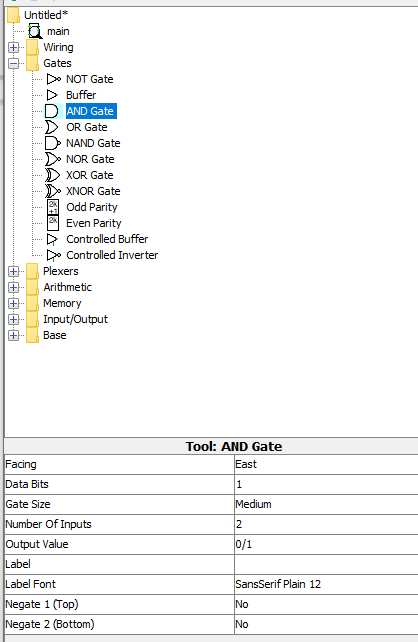 Untitled*
main
Wiring
Gates
NOT Gate
Buffer
AND Gate
OR Gate
NAND Gate
NOR Gate
XOR Gate
XNOR Gate
2k+1 Odd Parity
2k Even Parity
Controlled Buffer
Controlled Inverter
Plexers
Arithmetic
Memory
Input/Output
Base
Tool: AND Gate
Facing East
Data Bits 1
Gate Size Medium
Number Of Inputs 2
Output Value 0/1
Label
Label Font SansSerif Plain 12
Negate 1 (Top) No
Negate 2 (Bottom) No